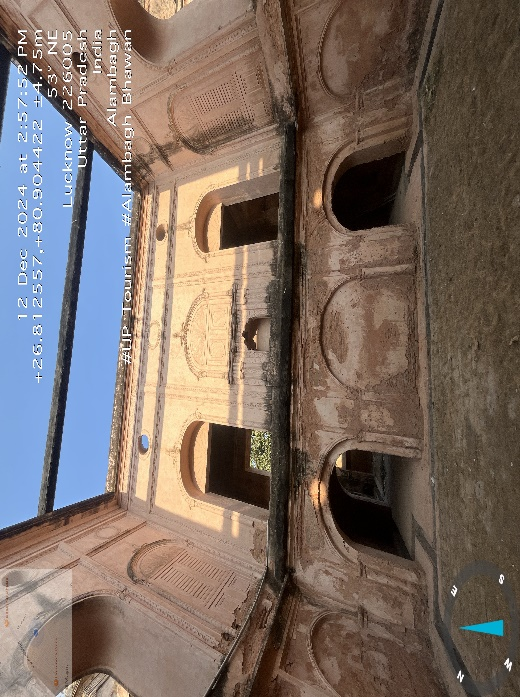 12 Dec 2024 at 2:57:52 PM
+26.812557,+80.904422 ±4.75m
53° NE
Lucknow 226005
Uttar Pradesh
India
Alambagh
#UP Tourism #Alambagh Bhawan
N
E
S
W